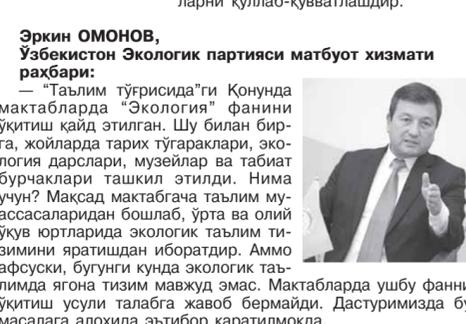 ларни қўллаб-қувватлашдир.
Эркин ОМОНОВ,
Ўзбекистон Экологик партияси матбуот хизмати
раҳбари:
— “Таълим тўғрисида”ги Қонунда
мактабларда “Экология” фанини
ўқитиш қайд этилган. Шу билан бир-
га, жойларда тарих тўгараклари, эко-
логия дарслари, музейлар ва табиат
бурчаклари ташкил этилди. Нима
учун? Мақсад мактабгача таълим му-
ассасаларидан бошлаб, ўрта ва олий
ўқув юртларида экологик таълим ти-
зимини яратишдан иборатдир. Аммо
афсуски, бугунги кунда экологик таъ-
лимда ягона тизим мавжуд эмас. Мактабларда ушбу фанни
ўқитиш усули талабга жавоб бермайди. Дастуримизда бу
масалага алоҳида эътибор қаратилмоқда